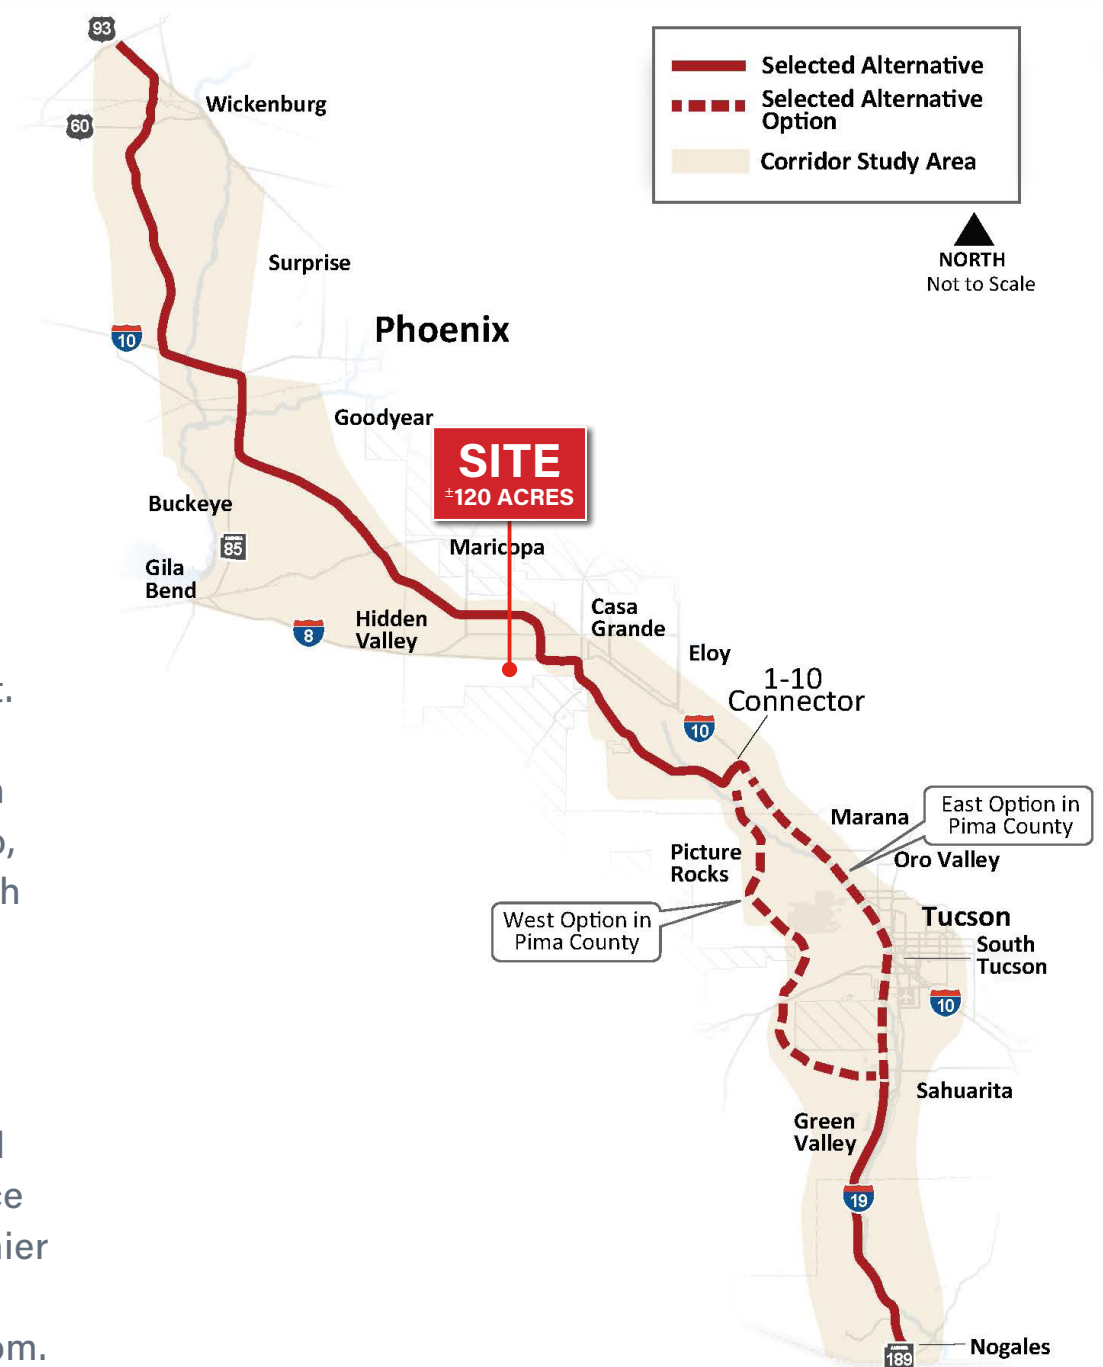 93
Wickenburg
60
Surprise
10
Phoenix
Goodyear
SITE
±120 ACRES
Buckeye
ARIZONA
85
Maricopa
Gila
Bend
8
Hidden
Valley
Casa
Grande
Eloy
1-10
Connector
10
Marana
East Option in
Pima County
Picture
Rocks
Oro Valley
West Option in
Pima County
Tucson
South
Tucson
10
Sahuarita
Green
Valley
19
ARIZONA
189
Nogales
Selected Alternative
Selected Alternative
Option
Corridor Study Area
NORTH
Not to Scale